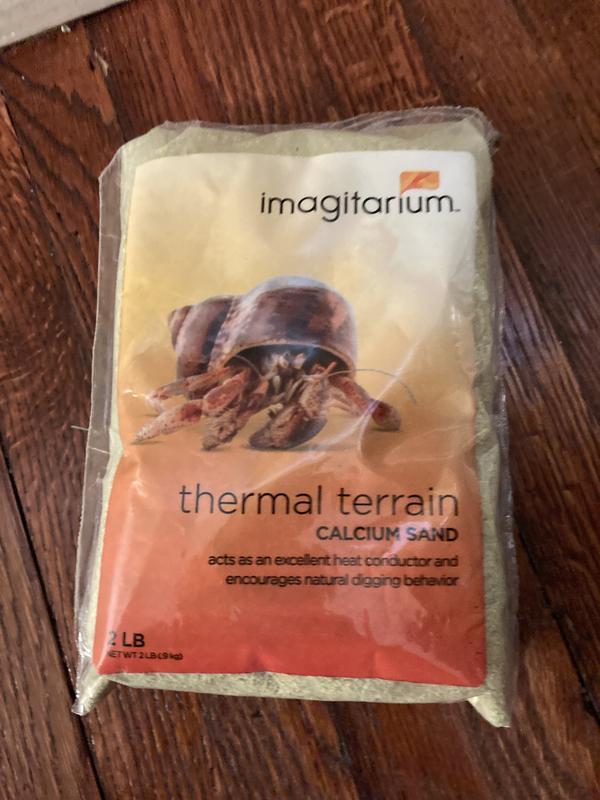 imagitarium™
thermal terrain
CALCIUM SAND
acts as an excellent heat conductor and
encourages natural digging behavior
2 LB
NET WT 2 LB (.9 kg)